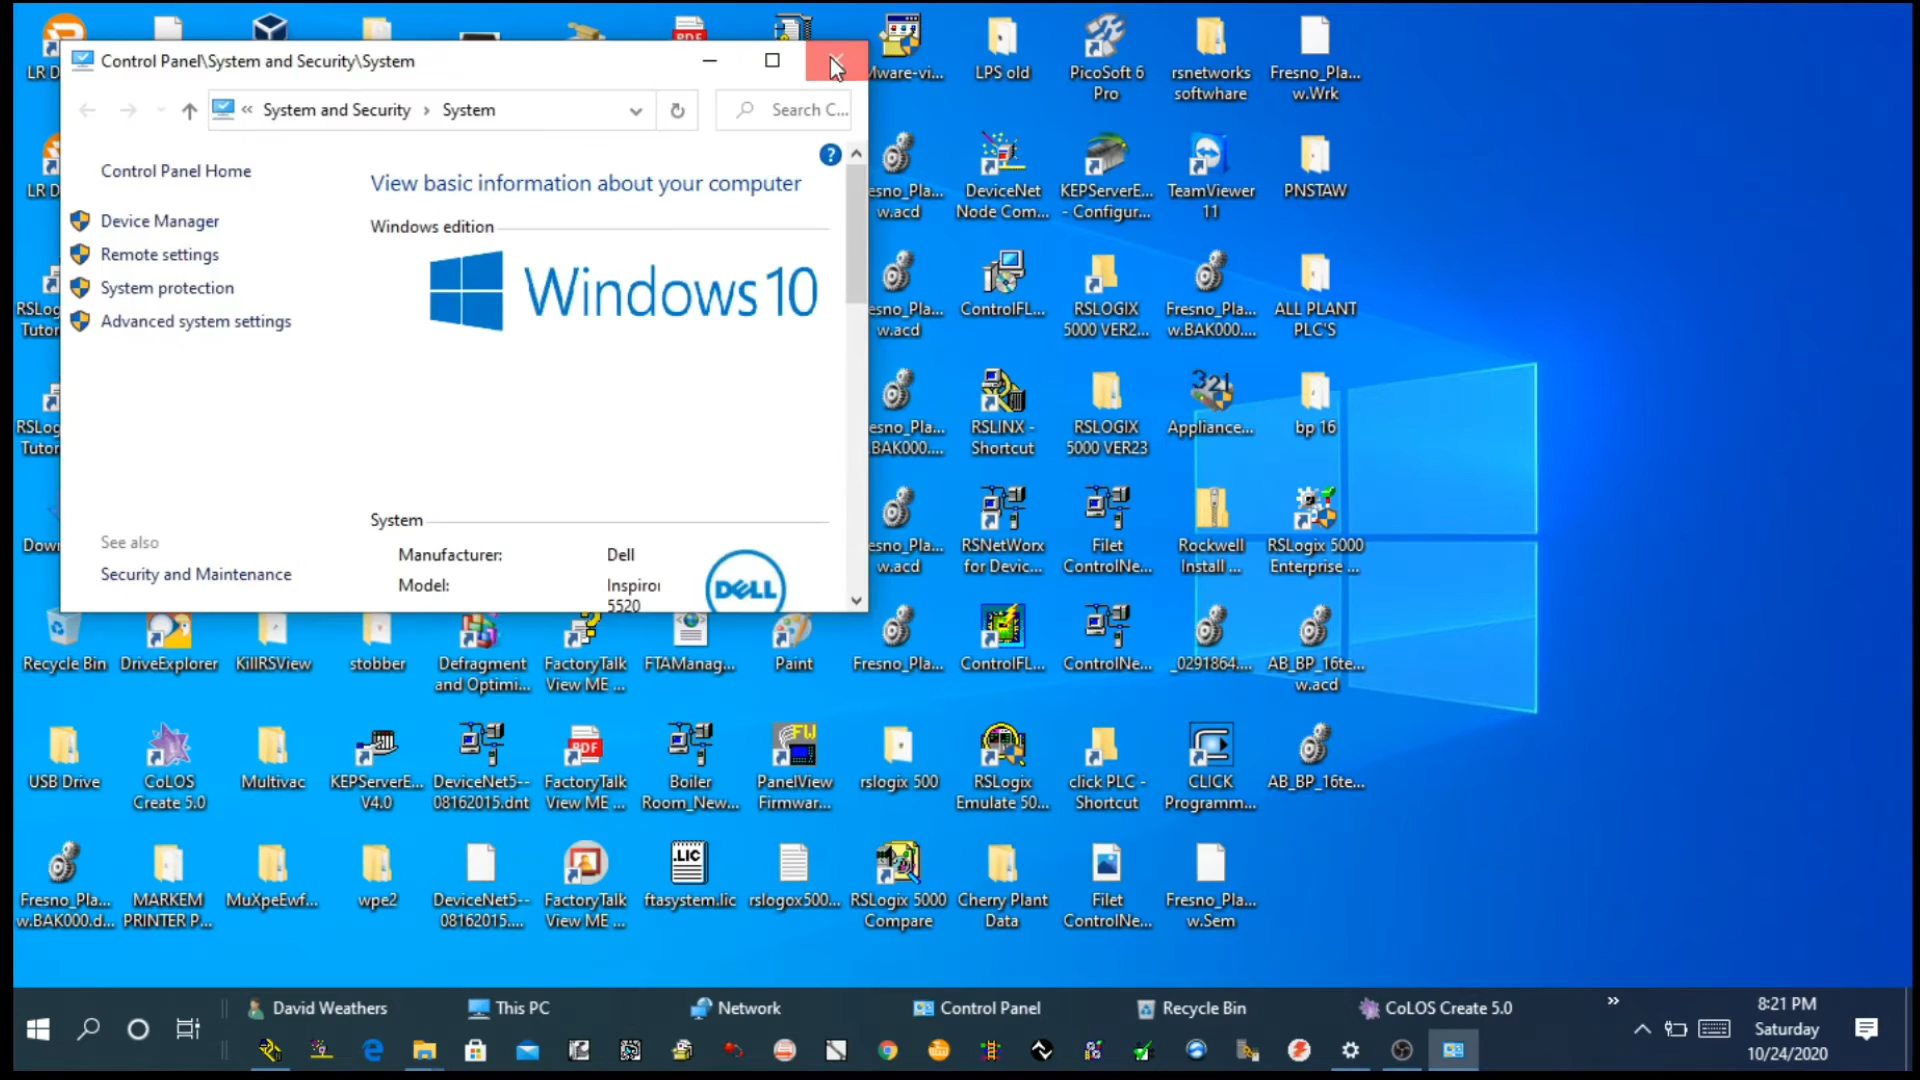 Control Panel\System and Security\System
« System and Security › System
Search C...
Control Panel Home
Device Manager
Remote settings
System protection
Advanced system settings
See also
Security and Maintenance
View basic information about your computer
Windows edition
Windows 10
System
Manufacturer: Dell
Model:
5520
DELL
LR D
LR D
RSLog
Tutor
RSLog
Tutor
Dow
PDF
Mware-vi...
LPS old
PicoSoft 6
Pro
rsnetworks
softwhare
Fresno_Pla...
w.Wrk
esno_Pla...
w.acd
DeviceNet
Node Com...
KEPServerE...
- Configur...
TeamViewer
11
PNSTAW
esno_Pla...
w.acd
ControlFL...
RSLOGIX
5000 VER2...
Fresno_Pla...
w.BAK000....
ALL PLANT
PLC'S
esno_Pla...
.BAK000....
RSLINX -
Shortcut
RSLOGIX
5000 VER23
321
Appliance...
bp 16
esno_Pla...
w.acd
RSNetWorx
for Devic...
Filet
ControlNe...
Rockwell
Install ...
RSLogix 5000
Enterprise ...
Recycle Bin
DriveExplorer
KillRSView
stobber
Defragment
and Optimi...
FactoryTalk
View ME ...
FTAManag...
Paint
Fresno_Pla...
ControlFL...
ControlNe...
_0291864....
AB_BP_16te...
w.acd
USB Drive
CoLOS
Create 5.0
Multivac
KEPServerE...
V4.0
DeviceNet5--
08162015.dnt
PDF
FactoryTalk
View ME ...
Boiler
Room_New...
FW
PanelView
Firmwar...
rslogix 500
RSLogix
Emulate 50...
click PLC -
Shortcut
CLICK
Programm...
AB_BP_16te...
Fresno_Pla...
w.BAK000.d...
MARKEM
PRINTER P...
MuXpeEwf...
wpe2
DeviceNet5--
08162015....
FactoryTalk
View ME ...
.LIC
ftasystem.lic
rslogox500...
RSLogix 5000
Compare
Cherry Plant
Data
Filet
ControlNe...
Fresno_Pla...
w.Sem
David Weathers
This PC
Network
Control Panel
Recycle Bin
CoLOS Create 5.0
»
8:21 PM
Saturday
10/24/2020